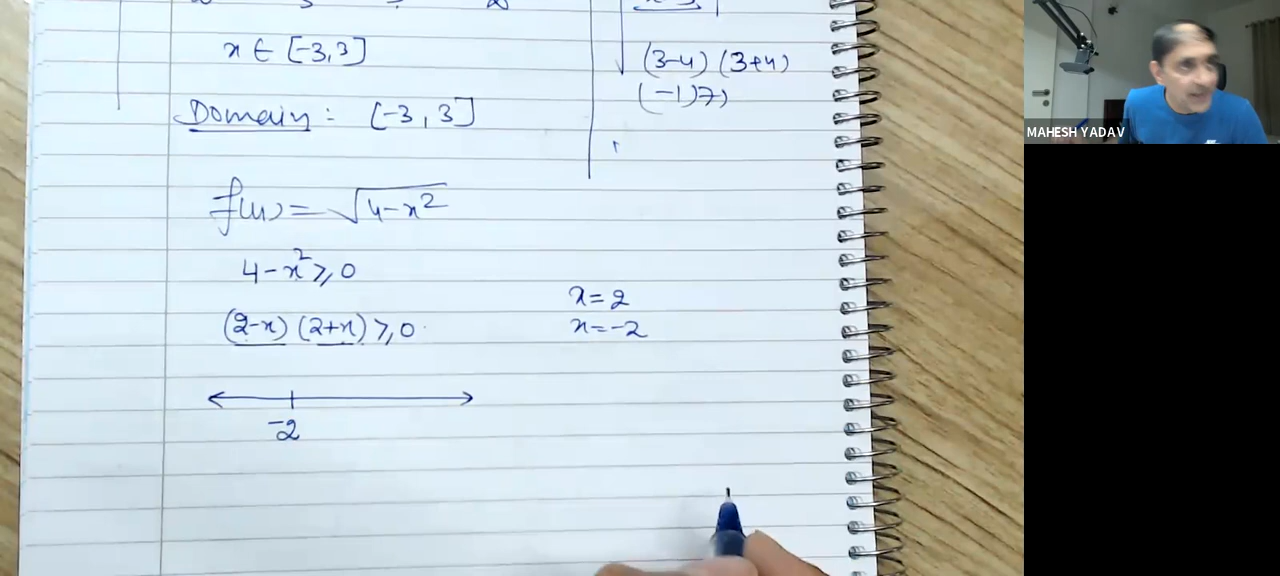 x ∈ [-3, 3]
Domain: [-3, 3]
(3-4) (3+4)
(-1)7)
f(x) = √(4-x²)
4-x² ≥ 0
(2-x) (2+x) ≥ 0
x = 2
x = -2
-2
MAHESH YADAV